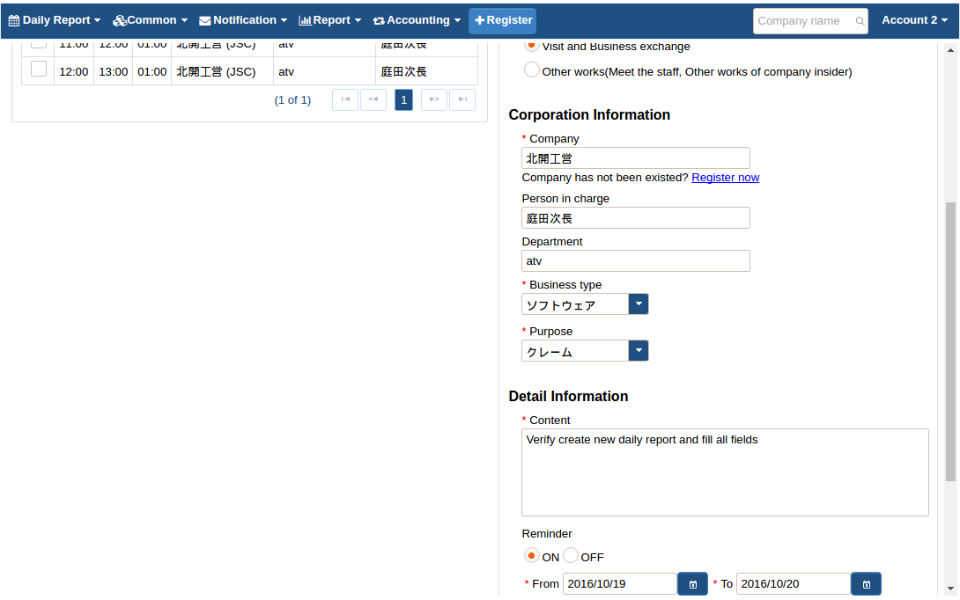 Daily Report Common Notification Report Accounting Register Company name Account 2
11:00 12:00 01:00 北開工営 (JSC) atv 庭田次長
12:00 13:00 01:00 北開工営 (JSC) atv 庭田次長
(1 of 1) 1
Visit and Business exchange
Other works(Meet the staff, Other works of company insider)
Corporation Information
* Company
北開工営
Company has not been existed? Register now
Person in charge
庭田次長
Department
atv
* Business type
ソフトウェア
* Purpose
クレーム
Detail Information
* Content
Verify create new daily report and fill all fields
Reminder
ON OFF
* From 2016/10/19 * To 2016/10/20